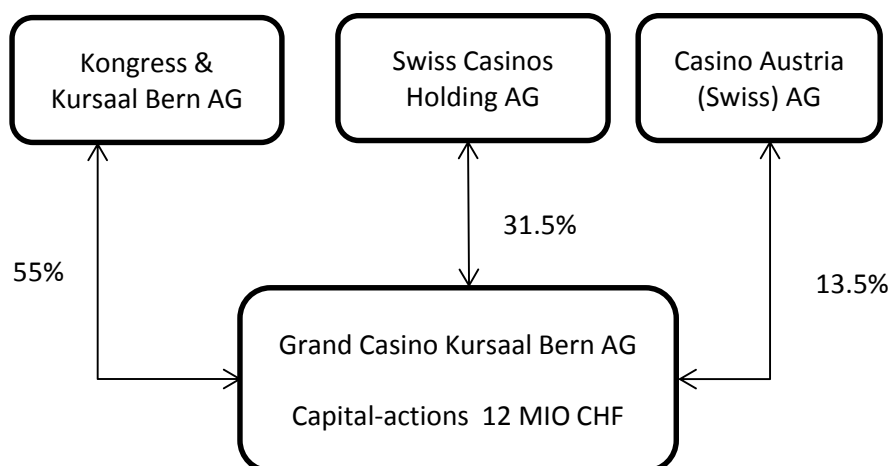 Kongress &
Kursaal Bern AG
Swiss Casinos
Holding AG
Casino Austria
(Swiss) AG
55%
31.5%
13.5%
Grand Casino Kursaal Bern AG
Capital-actions 12 MIO CHF